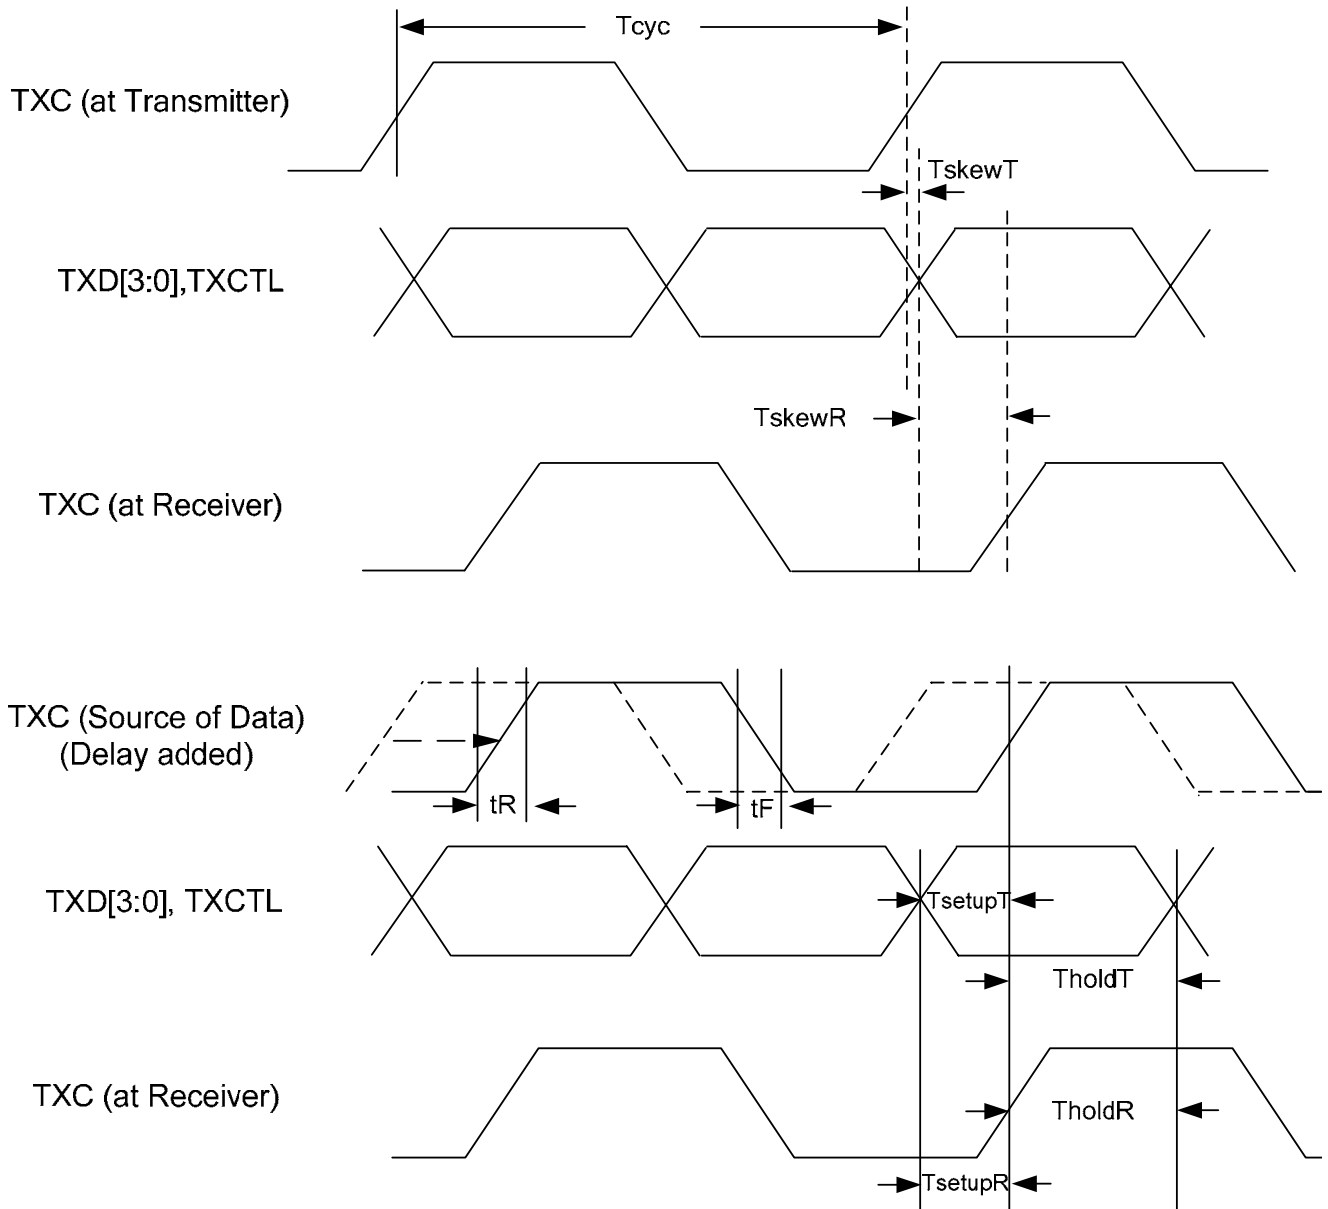 Tcyc
TXC (at Transmitter)
TskewT
TXD[3:0],TXCTL
TskewR
TXC (at Receiver)
TXC (Source of Data)
(Delay added)
tR
tF
TXD[3:0], TXCTL
TsetupT
TholdT
TXC (at Receiver)
TholdR
TsetupR